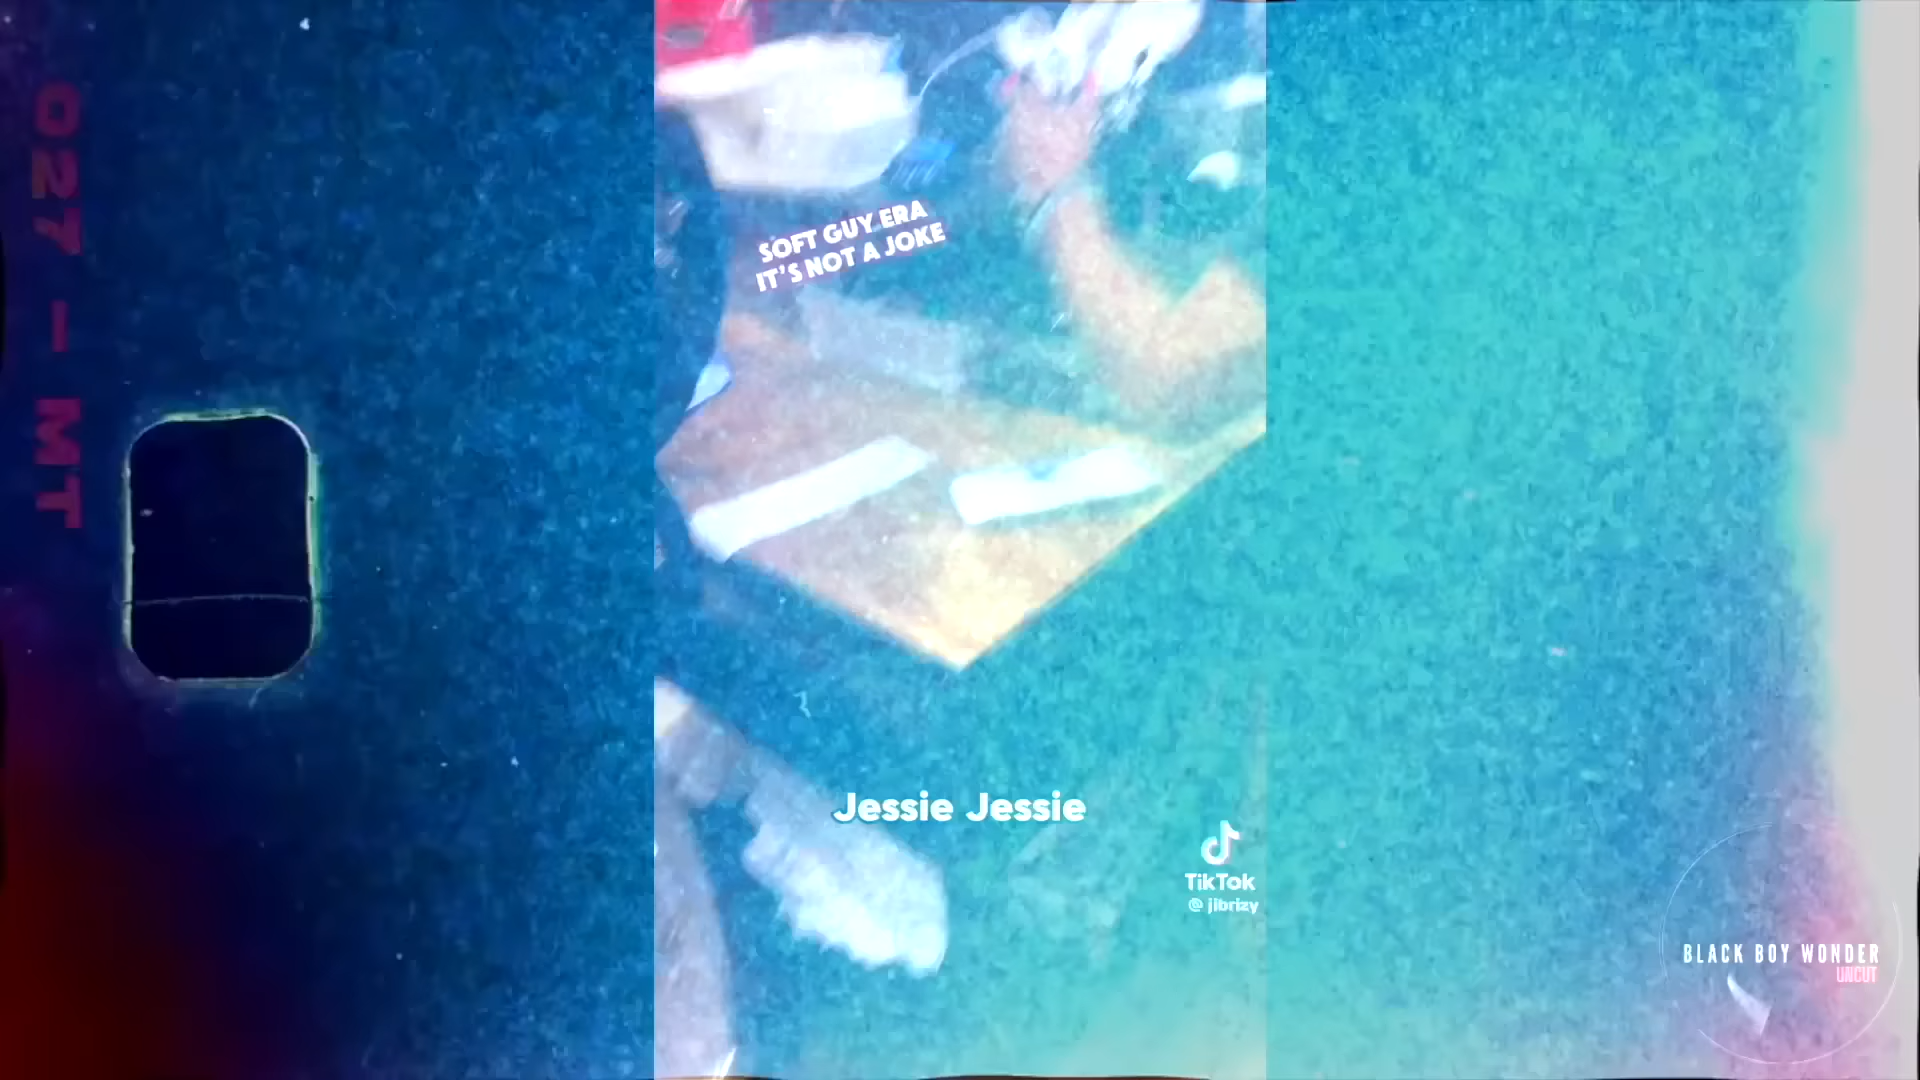 027 – MT
SOFT GUY ERA
IT'S NOT A JOKE
Jessie Jessie
TikTok
@ jibrizy
BLACK BOY WONDER
UNCUT